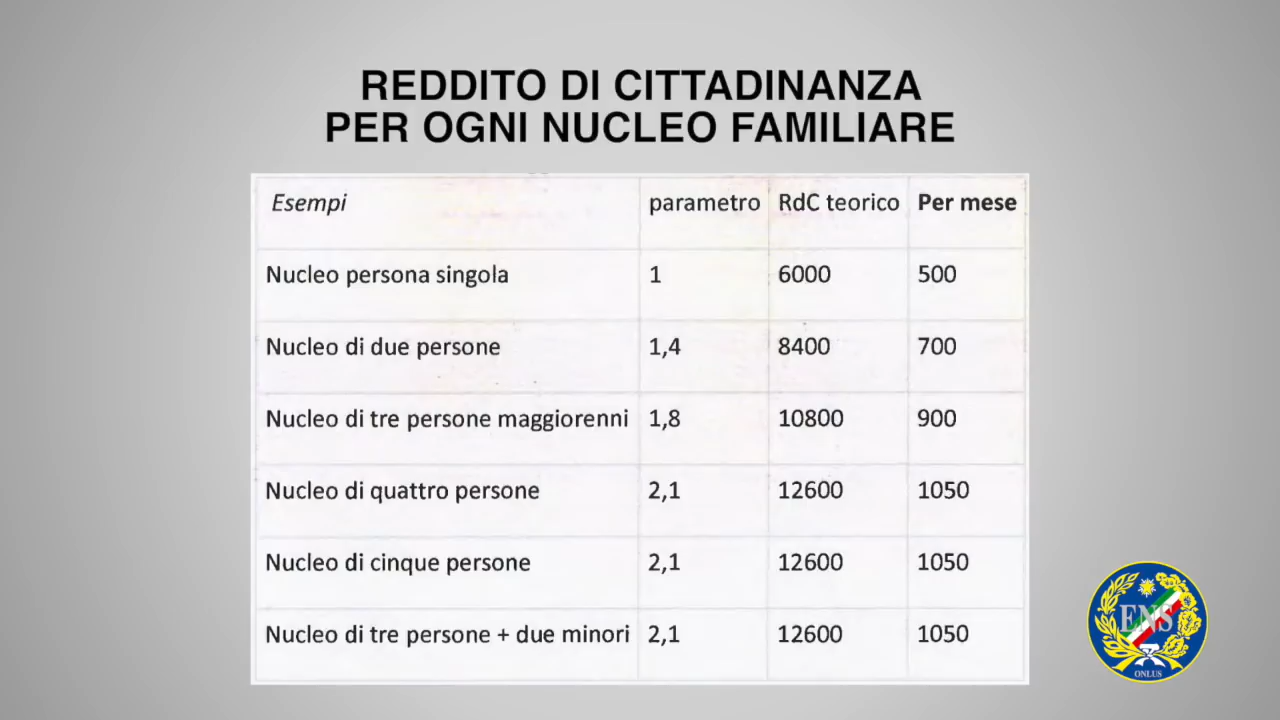 REDDITO DI CITTADINANZA
PER OGNI NUCLEO FAMILIARE
Esempi parametro RdC teorico Per mese
Nucleo persona singola 1 6000 500
Nucleo di due persone 1,4 8400 700
Nucleo di tre persone maggiorenni 1,8 10800 900
Nucleo di quattro persone 2,1 12600 1050
Nucleo di cinque persone 2,1 12600 1050
Nucleo di tre persone + due minori 2,1 12600 1050
ENS
ONLUS